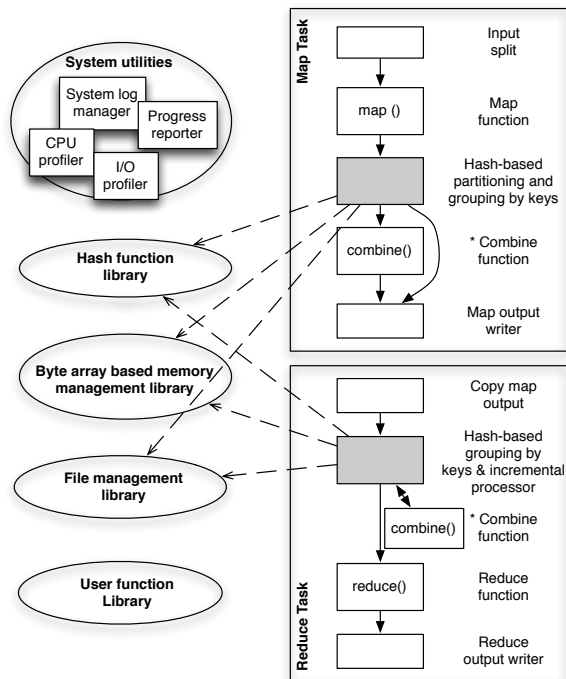 System utilities
System log
manager
Progress
reporter
CPU
profiler
I/O
profiler
Hash function
library
Byte array based memory
management library
File management
library
User function
Library
Map Task
Input
split
map ()
Map
function
Hash-based
partitioning and
grouping by keys
combine()
* Combine
function
Map output
writer
Reduce Task
Copy map
output
Hash-based
grouping by
keys & incremental
processor
combine()
* Combine
function
reduce()
Reduce
function
Reduce
output writer